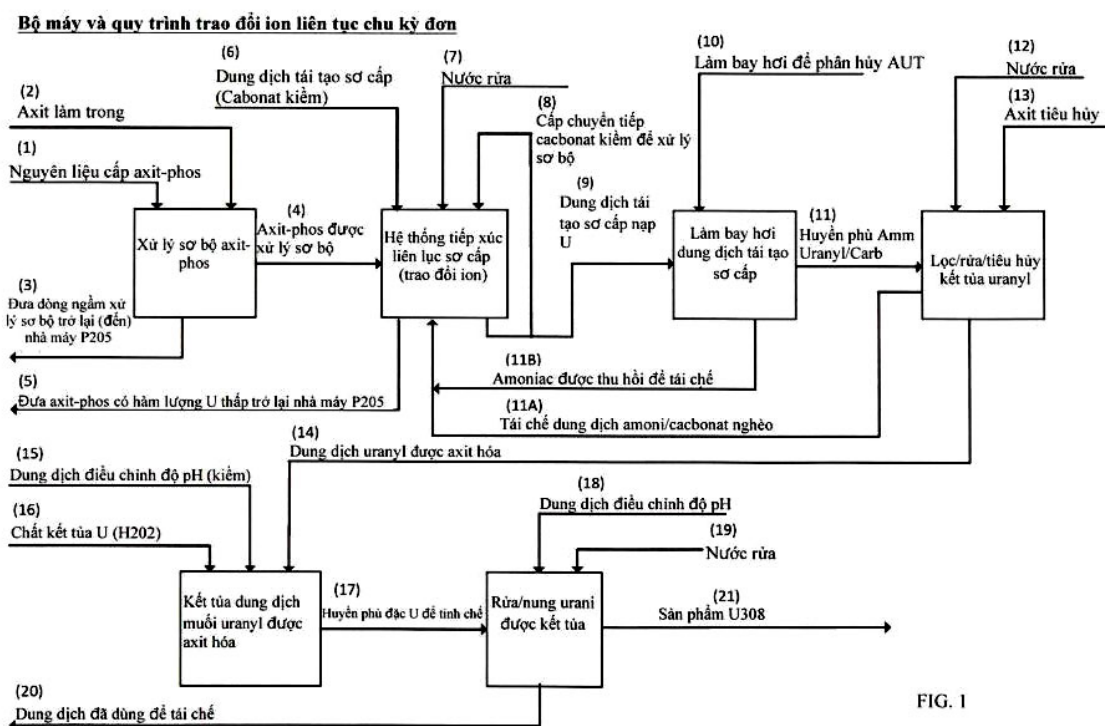 Bộ máy và quy trình trao đổi ion liên tục chu kỳ đơn
(6)
Dung dịch tái tạo sơ cấp
(Cabonat kiềm)
(7)
Nước rửa
(10)
Làm bay hơi để phân hủy AUT
(12)
Nước rửa
(2)
Axit làm trong
(8)
Cấp chuyển tiếp
cacbonat kiềm để xử lý
sơ bộ
(13)
Axit tiêu hủy
(1)
Nguyên liệu cấp axit-phos
(9)
Dung dịch tái
tạo sơ cấp nạp
U
Xử lý sơ bộ axit-
phos
(4)
Axit-phos được
xử lý sơ bộ
Hệ thống tiếp xúc
liên lục sơ cấp
(trao đổi ion)
Làm bay hơi
dung dịch tái tạo
sơ cấp
(11)
Huyền phù Amm
Uranyl/Carb
Lọc/rửa/tiêu hủy
kết tủa uranyl
(3)
Đưa dòng ngầm xử
lý sơ bộ trở lại (đến)
nhà máy P205
(11B)
Amoniac được thu hồi để tái chế
(5)
Đưa axit-phos có hàm lượng U thấp trở lại nhà máy P205
(11A)
Tái chế dung dịch amoni/cacbonat nghèo
(14)
Dung dịch uranyl được axit hóa
(15)
Dung dịch điều chỉnh độ pH (kiềm)
(16)
Chất kết tủa U (H202)
(18)
Dung dịch điều chỉnh độ pH
(19)
Nước rửa
Kết tủa dung dịch
muối uranyl được
axit hóa
(17)
Huyền phù đặc U để tinh chế
Rửa/nung urani
được kết tủa
(21)
Sản phẩm U308
(20)
Dung dịch đã dùng để tái chế
FIG. 1